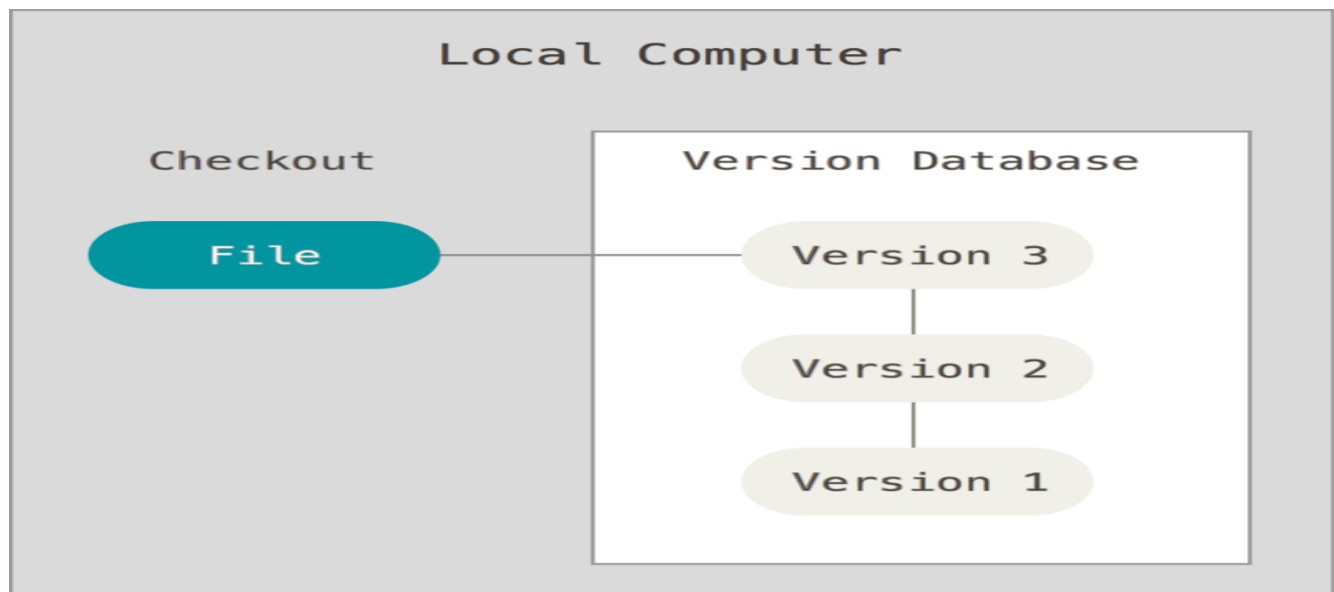 Local Computer
Checkout
Version Database
File
Version 3
Version 2
Version 1